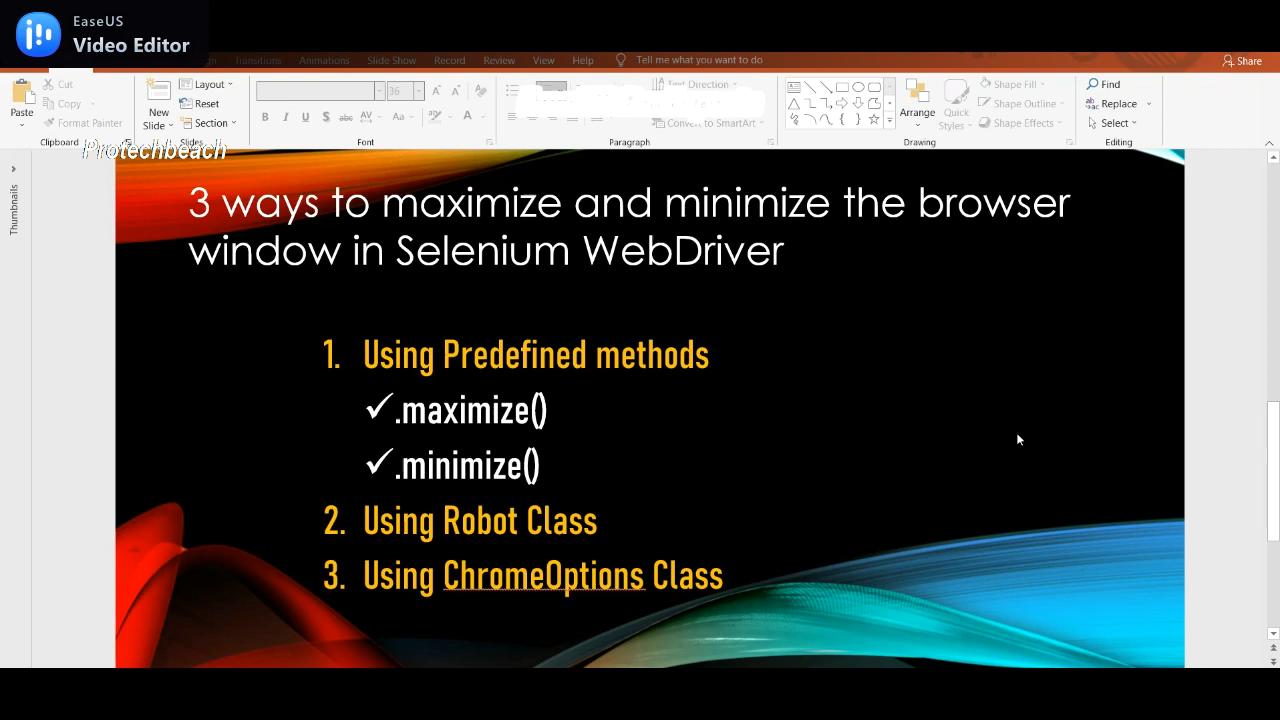 EaseUS
Video Editor
Transitions Animations Slide Show Record Review View Help Tell me what you want to do Share
Paste Cut Copy Format Painter
New Slide Layout Reset Section
36
B I U S abc AV Aa A
Text Direction
Convert to SmartArt
Arrange Quick Styles Shape Fill Shape Outline Shape Effects
Find Replace Select
Clipboard Slides Font Paragraph Drawing Editing
Protechbeach
Thumbnails
3 ways to maximize and minimize the browser
window in Selenium WebDriver
1. Using Predefined methods
✓.maximize()
✓.minimize()
2. Using Robot Class
3. Using ChromeOptions Class